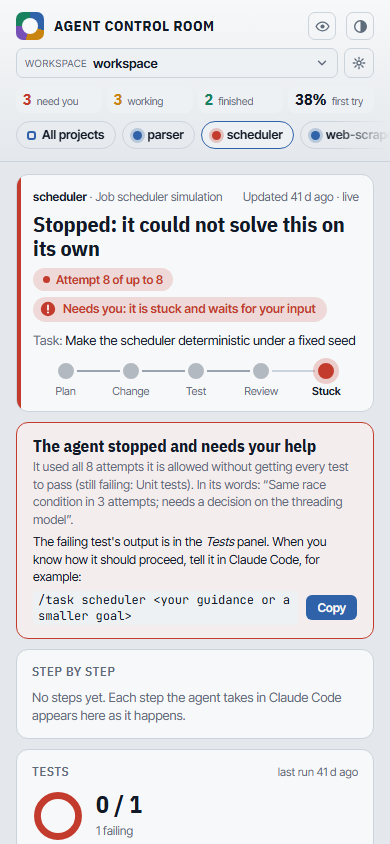 AGENT CONTROL ROOM
WORKSPACE workspace
3 need you
3 working
2 finished
38% first try
All projects
parser
scheduler
web-scrap
scheduler · Job scheduler simulation
Updated 41 d ago · live
Stopped: it could not solve this on
its own
Attempt 8 of up to 8
Needs you: it is stuck and waits for your input
Task: Make the scheduler deterministic under a fixed seed
Plan
Change
Test
Review
Stuck
The agent stopped and needs your help
It used all 8 attempts it is allowed without getting every test
to pass (still failing: Unit tests). In its words: “Same race
condition in 3 attempts; needs a decision on the threading
model”.
The failing test's output is in the Tests panel. When you
know how it should proceed, tell it in Claude Code, for
example:
/task scheduler <your guidance or a
smaller goal>
Copy
STEP BY STEP
No steps yet. Each step the agent takes in Claude Code
appears here as it happens.
TESTS
last run 41 d ago
0 / 1
1 failing